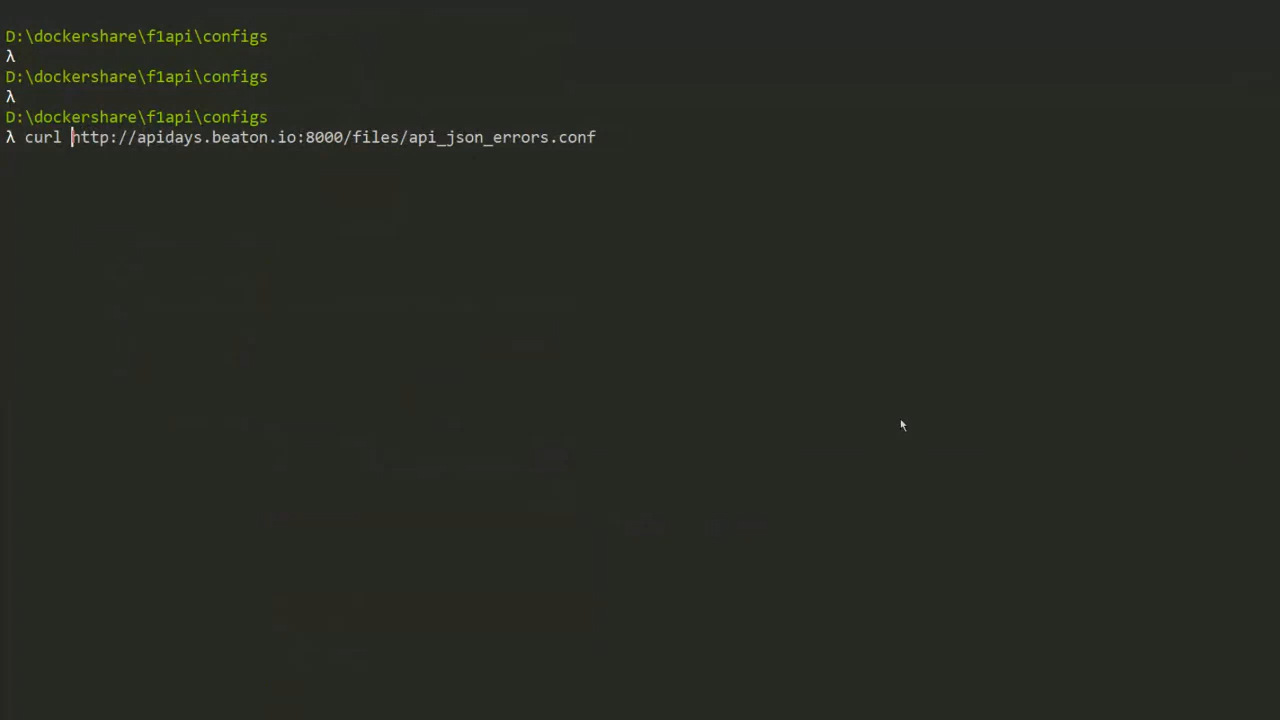 D:\dockershare\f1api\configs
λ
D:\dockershare\f1api\configs
λ
D:\dockershare\f1api\configs
λ curl http://apidays.beaton.io:8000/files/api_json_errors.conf